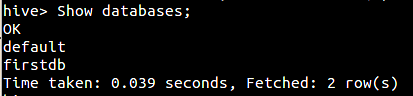 hive> Show databases;
OK
default
firstdb
Time taken: 0.039 seconds, Fetched: 2 row(s)